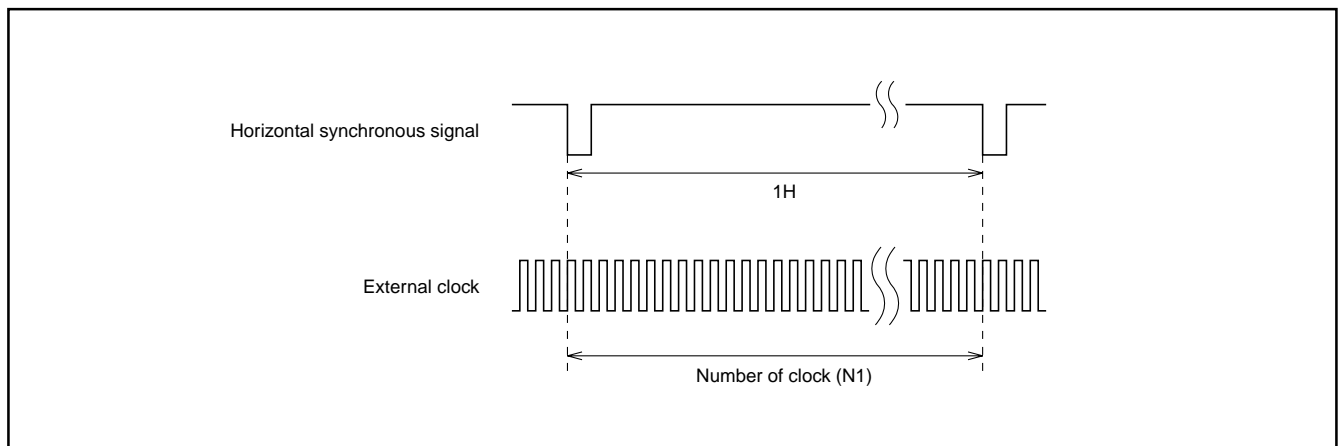 Horizontal synchronous signal
1H
External clock
Number of clock (N1)